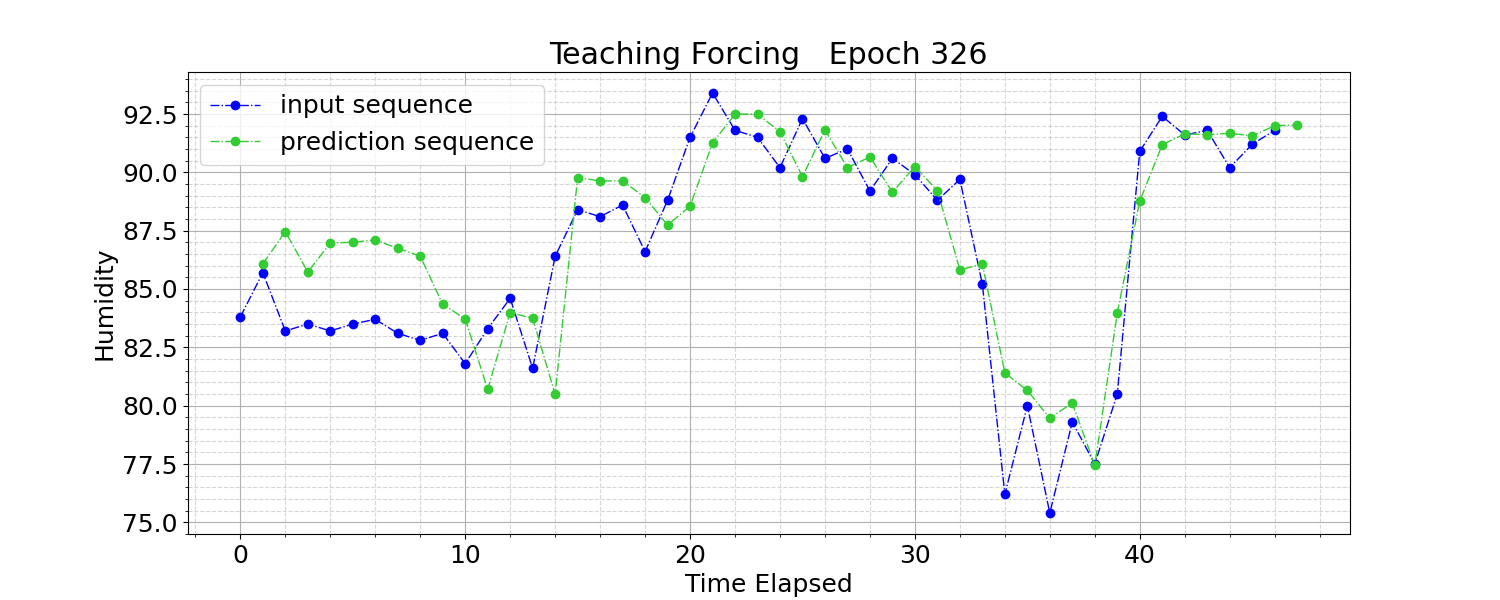 Teaching Forcing   Epoch 326
input sequence
prediction sequence
Humidity
92.5
90.0
87.5
85.0
82.5
80.0
77.5
75.0
0 10 20 30 40
Time Elapsed